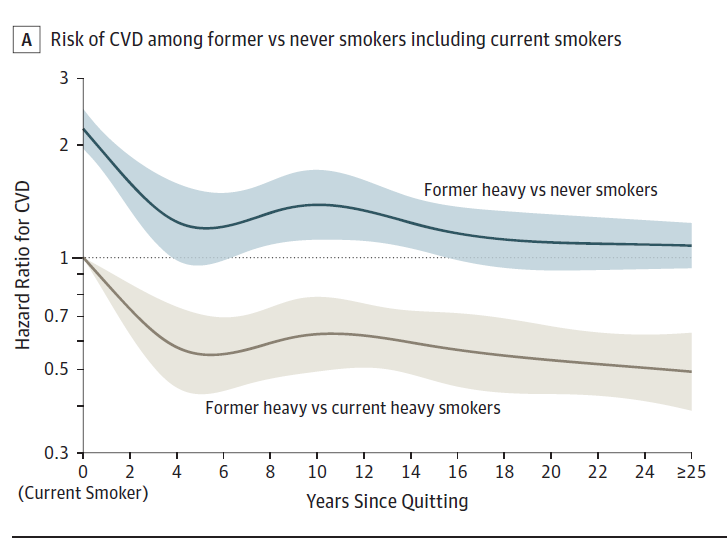 A Risk of CVD among former vs never smokers including current smokers
3
2
1
0.7
0.5
0.3
Hazard Ratio for CVD
Former heavy vs never smokers
Former heavy vs current heavy smokers
0 2 4 6 8 10 12 14 16 18 20 22 24 ≥25
(Current Smoker)
Years Since Quitting